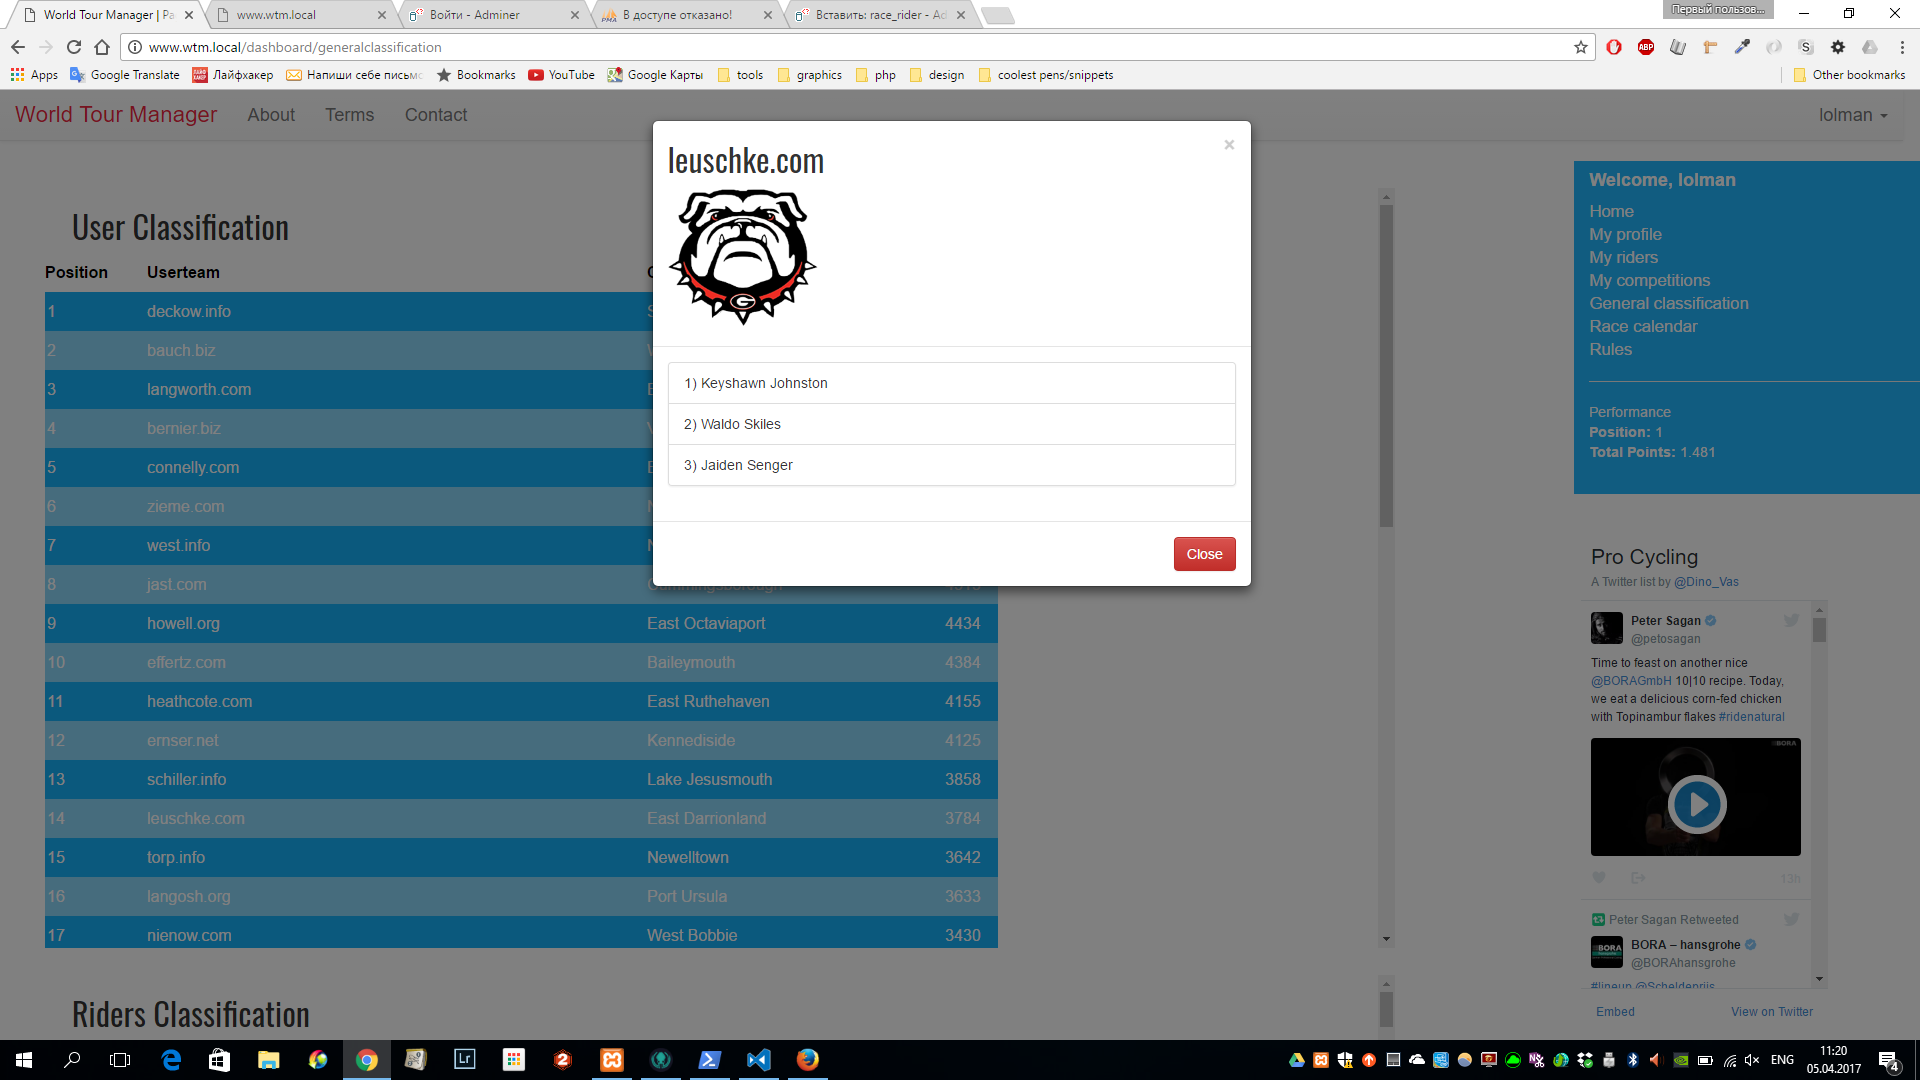 World Tour Manager | Pa
www.wtm.local
Войти - Adminer
В доступе отказано!
Вставить: race_rider - Ad
Первый пользов...
www.wtm.local/dashboard/generalclassification
Apps
Google Translate
Лайфхакер
Напиши себе письмо
Bookmarks
YouTube
Google Карты
tools
graphics
php
design
coolest pens/snippets
Other bookmarks
World Tour Manager
About
Terms
Contact
lolman
leuschke.com
G
1) Keyshawn Johnston
2) Waldo Skiles
3) Jaiden Senger
Close
User Classification
Position Userteam
1 deckow.info
2 bauch.biz
3 langworth.com
4 bernier.biz
5 connelly.com
6 zieme.com
7 west.info
8 jast.com
9 howell.org East Octaviaport 4434
10 effertz.com Baileymouth 4384
11 heathcote.com East Ruthehaven 4155
12 ernser.net Kennediside 4125
13 schiller.info Lake Jesusmouth 3858
14 leuschke.com East Darrionland 3784
15 torp.info Newelltown 3642
16 langosh.org Port Ursula 3633
17 nienow.com West Bobbie 3430
Riders Classification
Welcome, lolman
Home
My profile
My riders
My competitions
General classification
Race calendar
Rules
Performance
Position: 1
Total Points: 1.481
Pro Cycling
A Twitter list by @Dino_Vas
Peter Sagan
@petosagan
Time to feast on another nice
@BORAGmbH 10|10 recipe. Today,
we eat a delicious corn-fed chicken
with Topinambur flakes #ridenatural
BORA
13h
Peter Sagan Retweeted
BORA – hansgrohe
@BORAhansgrohe
#lineup @Scheldeprijs
Embed
View on Twitter
ENG
11:20
05.04.2017
4